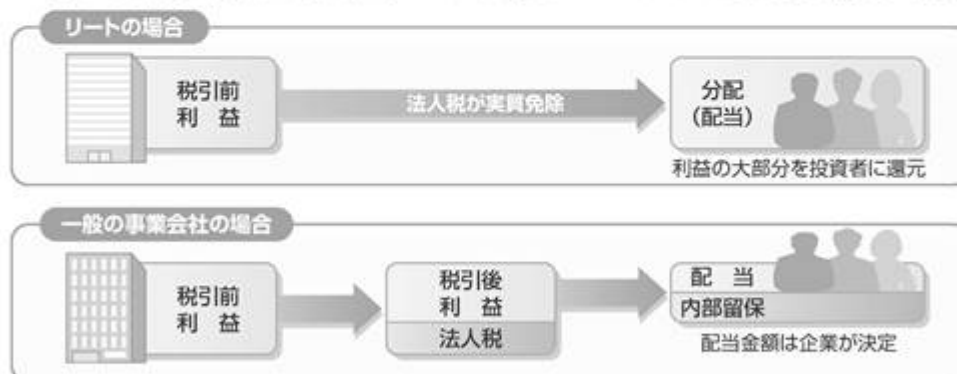 リートの場合
税引前
利　益
法人税が実質免除
分配
（配当）
利益の大部分を投資者に還元
一般の事業会社の場合
税引前
利　益
税引後
利　益
法人税
配　当
内部留保
配当金額は企業が決定